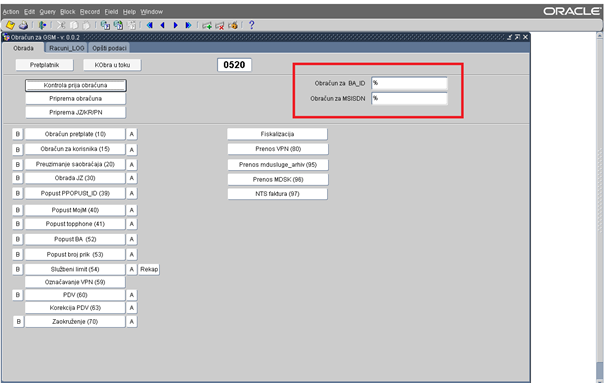 Action Edit Query Block Record Field Help Window
ORACLE
Obračun za GSM - v. 0.0.2
Obrada Racuni_LOG Opšti podaci
Pretplatnik KObra u toku 0520
Kontrola prija obračuna
Priprema obračuna
Priprema JZ/KR/PN
Obračun za BA_ID %
Obračun za MSISDN %
B Obračun pretplate (10) A Fiskalizacija
B Obračun za korisnika (15) A Prenos VPN (80)
B Preuzimanje saobraćaja (20) A Prenos mdusluge_arhiv (95)
B Obrada JZ (30) A Prenos MDSK (96)
B Popust PPOPUSt_ID (39) A NTS faktura (97)
B Popust MojM (40) A
B Popust topphone (41) A
B Popust BA (52) A
B Popust broj prik (53) A
B Službeni limit (54) A Rekap
Označavanje VPN (59)
B PDV (60) A
Korekcija PDV (63) A
B Zaokruženje (70) A